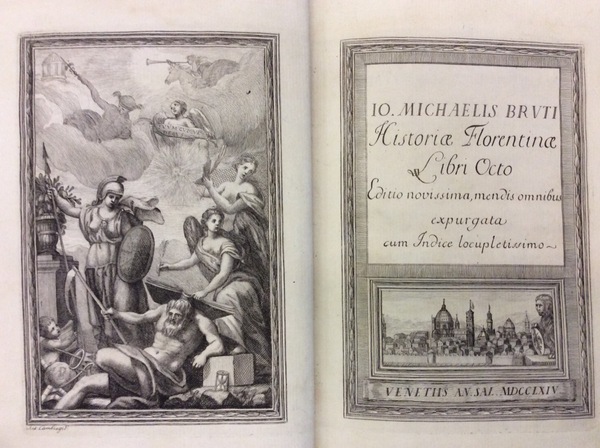 IO. MICHAELIS BRVTI
Historiæ Florentinæ
Libri Octo
Editio novissima, mendis omnibus
expurgata
cum Indice locupletissimo
VENETIIS AN. SAL. MDCCLXIV